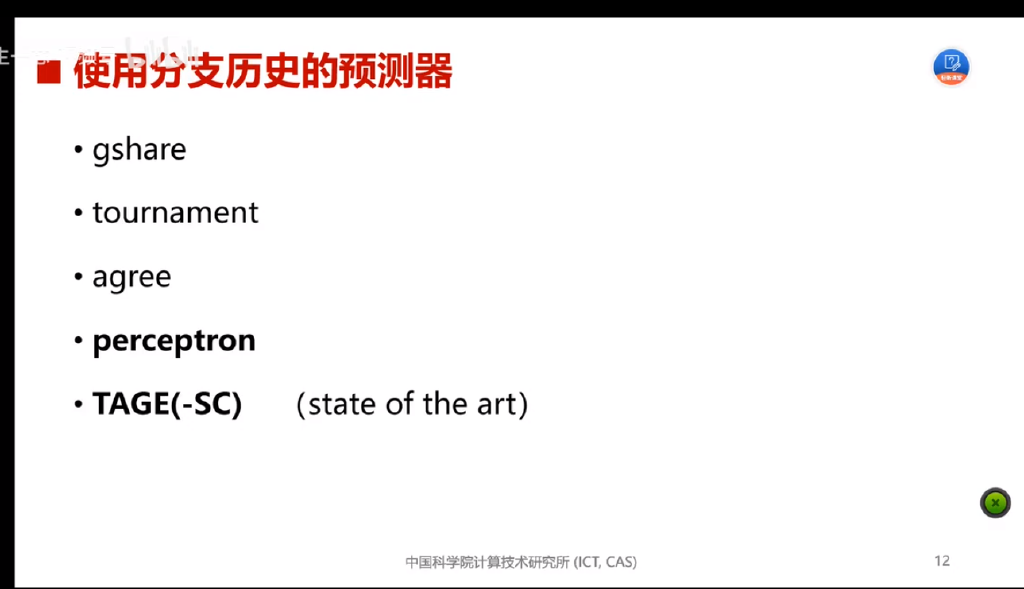 使用分支历史的预测器
• gshare
• tournament
• agree
• perceptron
• TAGE(-SC) (state of the art)
中国科学院计算技术研究所 (ICT, CAS)
12